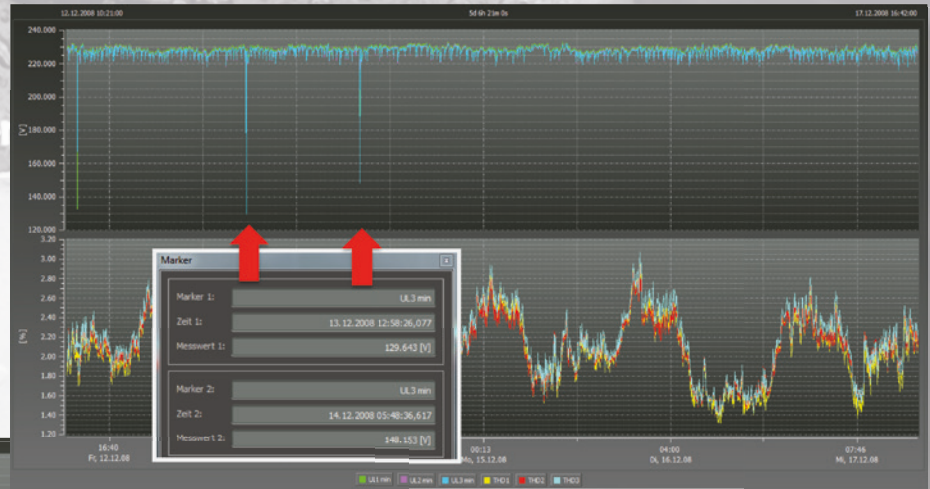 12.12.2008 10:21:00 5d 6h 21m 0s 17.12.2008 16:42:00
240.000
220.000
200.000
[V] 180.000
160.000
140.000
120.000
3.20
3.00
2.80
2.60
2.40
[%] 2.20
2.00
1.80
1.60
1.40
1.20
Marker
Marker 1: UL3 min
Zeit 1: 13.12.2008 12:58:26,077
Messwert 1: 129.643 [V]
Marker 2: UL3 min
Zeit 2: 14.12.2008 05:48:36,617
Messwert 2: 148.153 [V]
16:40 00:13 04:00 07:46
Fr, 12.12.08 Mo, 15.12.08 Di, 16.12.08 Mi, 17.12.08
UL1 min UL2 min UL3 min THD1 THD2 THD3